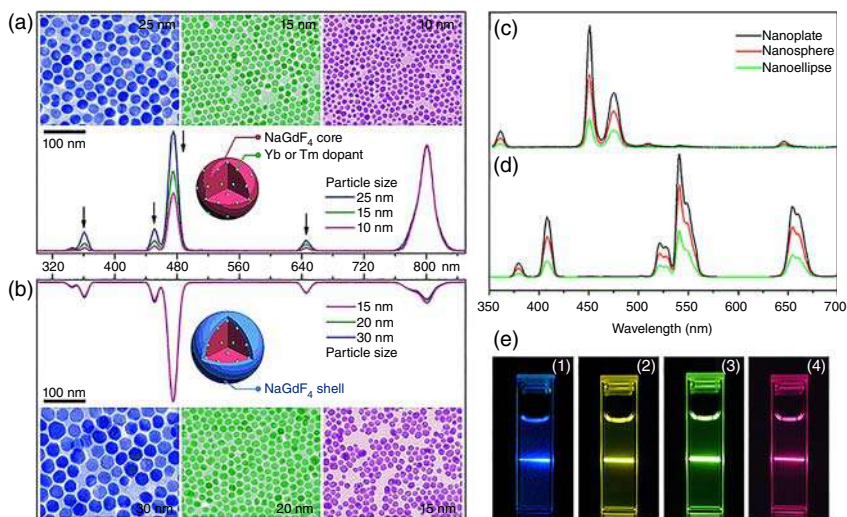 (a)
25 nm
15 nm
10 nm
100 nm
NaGdF4 core
Yb or Tm dopant
Particle size
25 nm
15 nm
10 nm
320 400 480 560 640 800 nm
(b)
15 nm
20 nm
30 nm
Particle size
NaGdF4 shell
100 nm
30 nm
20 nm
15 nm
(c)
Nanoplate
Nanosphere
Nanoellipse
(d)
350 400 450 500 550 600 650 700
Wavelength (nm)
(e)
(1)
(2)
(3)
(4)